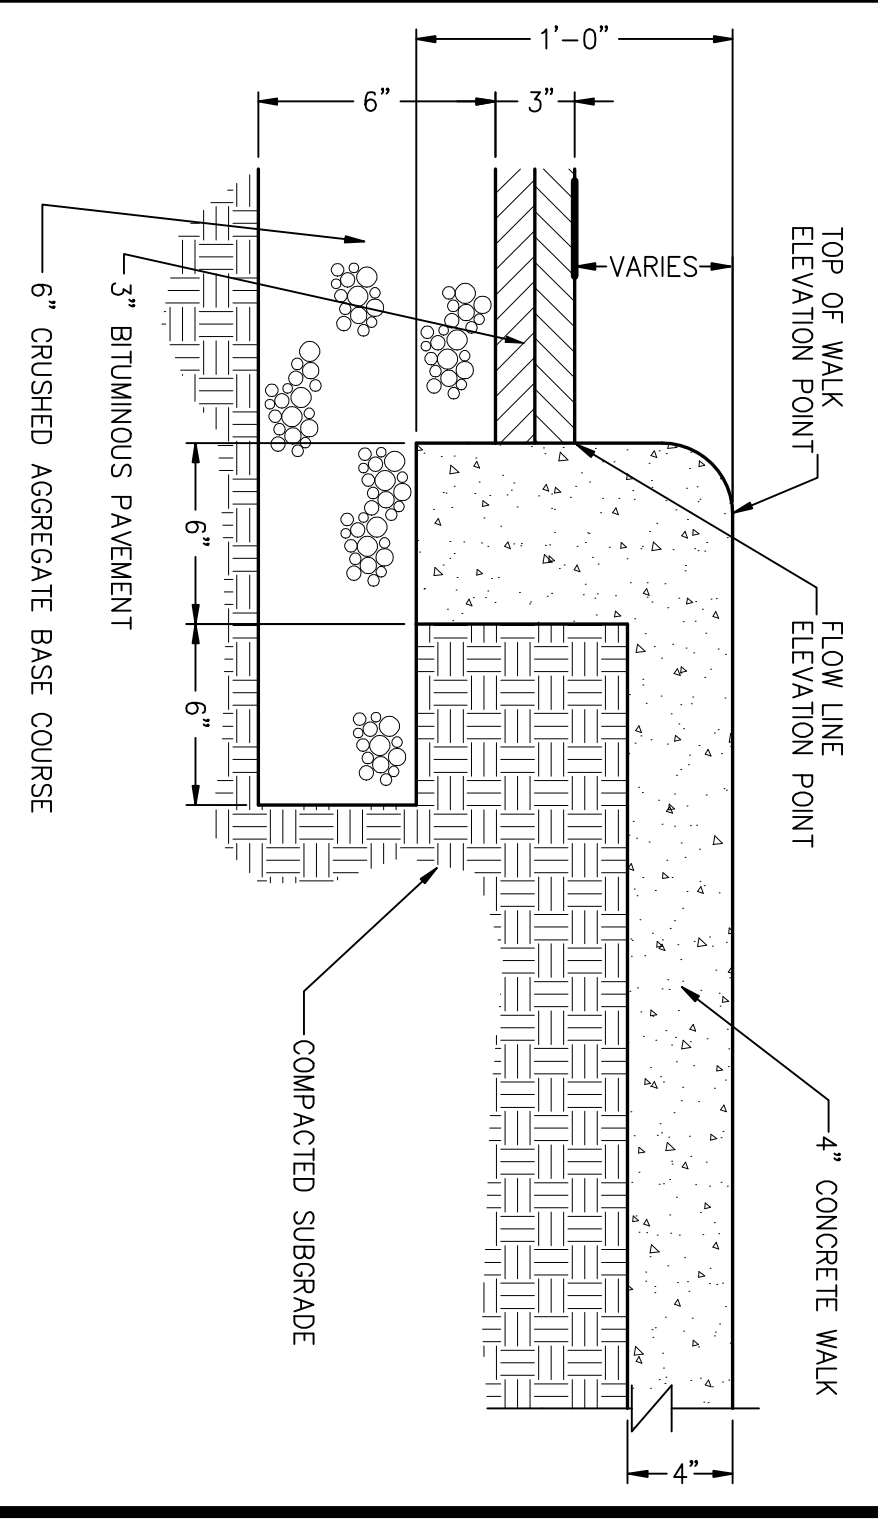 1'-0"
6"
3"
VARIES
TOP OF WALK
ELEVATION POINT
FLOW LINE
ELEVATION POINT
4" CONCRETE WALK
4"
6"
6"
3" BITUMINOUS PAVEMENT
6" CRUSHED AGGREGATE BASE COURSE
COMPACTED SUBGRADE